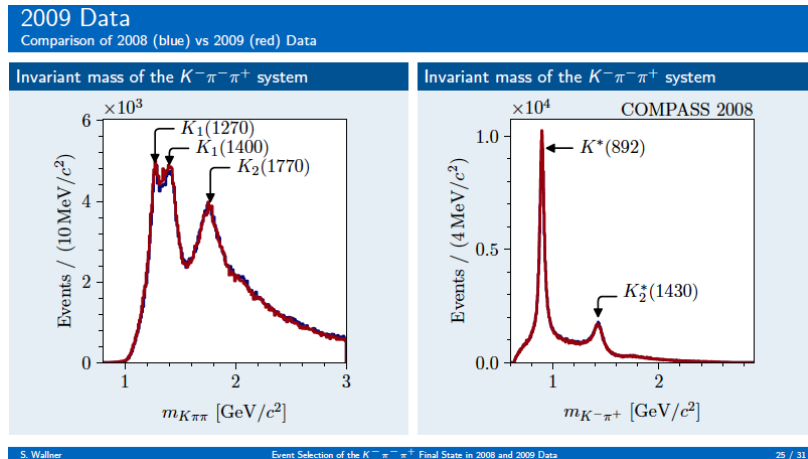 2009 Data
Comparison of 2008 (blue) vs 2009 (red) Data
Invariant mass of the K⁻π⁻π⁺ system
×10³
6
4
2
0
1
2
3
K₁(1270)
K₁(1400)
K₂(1770)
Events / (10 MeV/c²)
m_Kππ [GeV/c²]
Invariant mass of the K⁻π⁻π⁺ system
×10⁴
COMPASS 2008
1.0
0.5
0.0
1
2
K*(892)
K₂*(1430)
Events / (4 MeV/c²)
m_K⁻π⁺ [GeV/c²]
S. Wallner
Event Selection of the K⁻π⁻π⁺ Final State in 2008 and 2009 Data
25 / 31